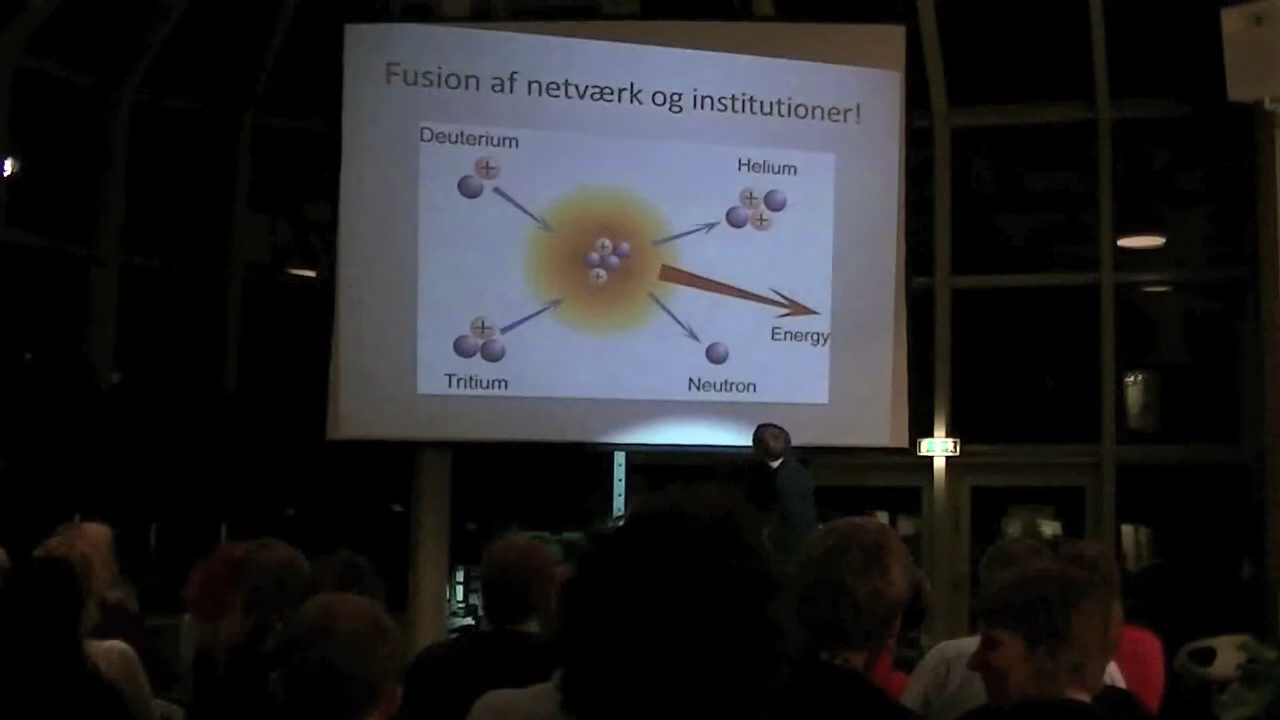 Fusion af netværk og institutioner!
Deuterium
Helium
Energy
Tritium
Neutron